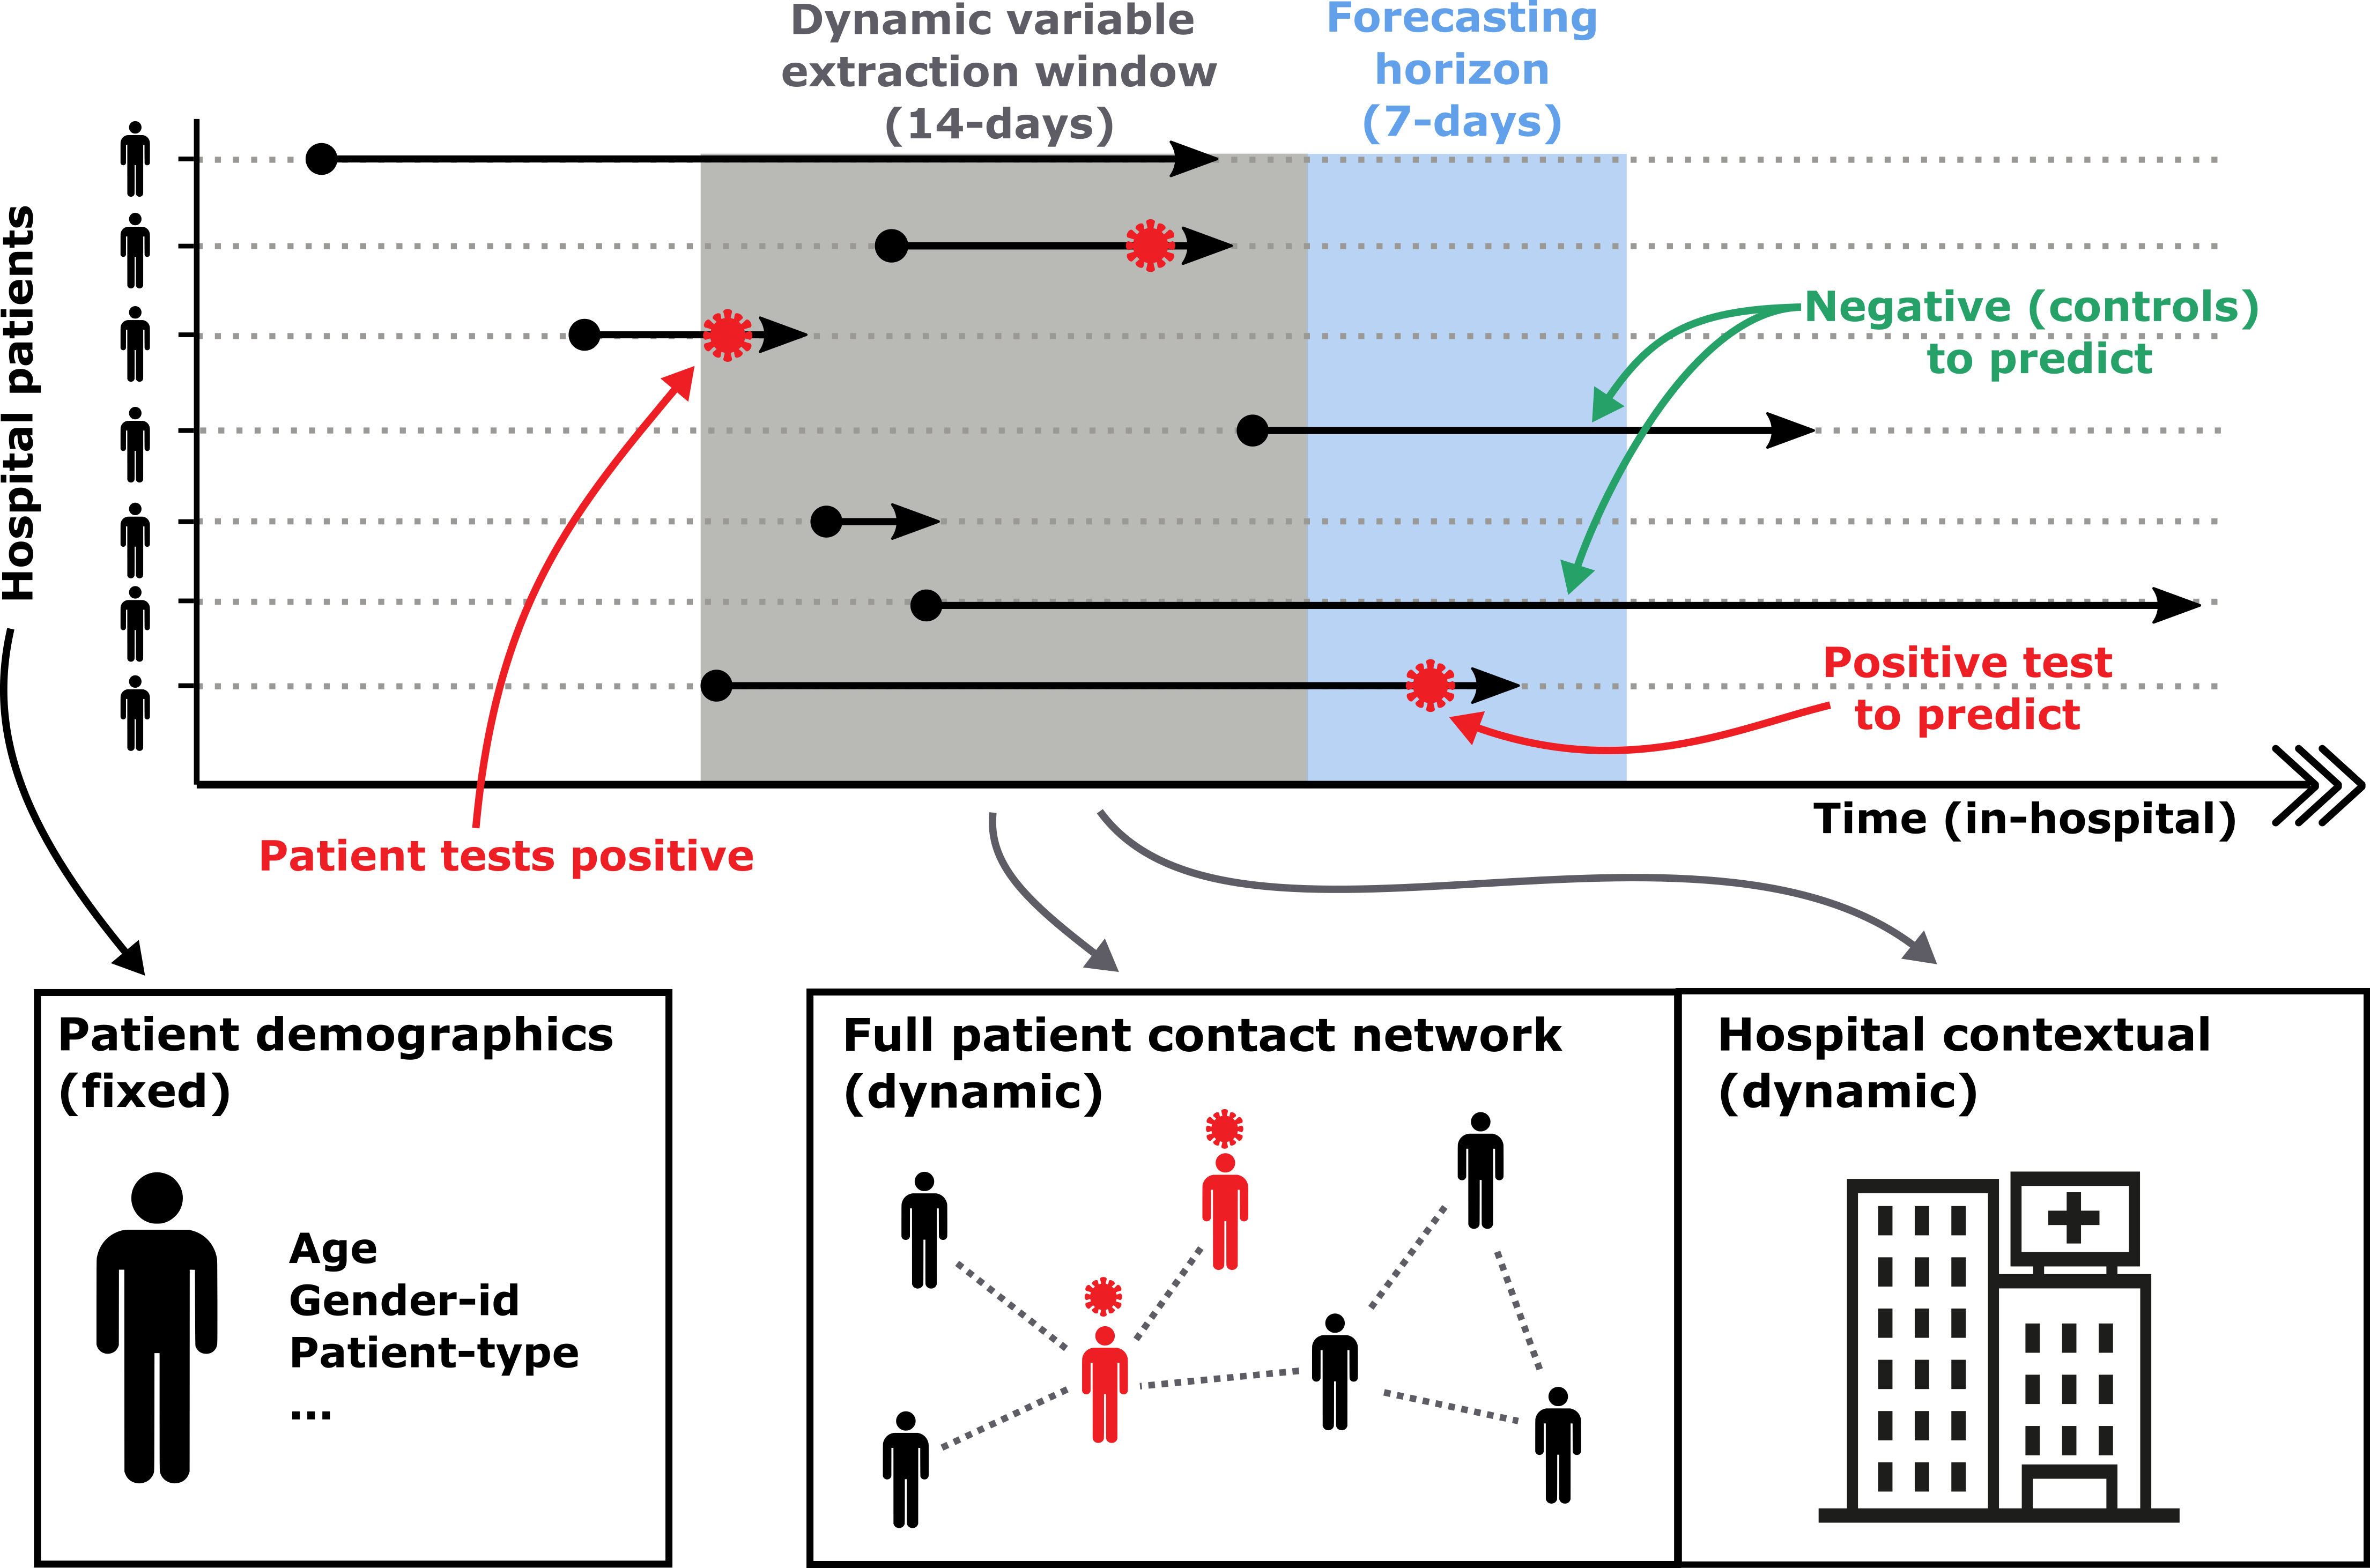 Dynamic variable
extraction window
(14-days)
Forecasting
horizon
(7-days)
Hospital patients
Negative (controls)
to predict
Positive test
to predict
Time (in-hospital)
Patient tests positive
Patient demographics
(fixed)
Age
Gender-id
Patient-type
...
Full patient contact network
(dynamic)
Hospital contextual
(dynamic)